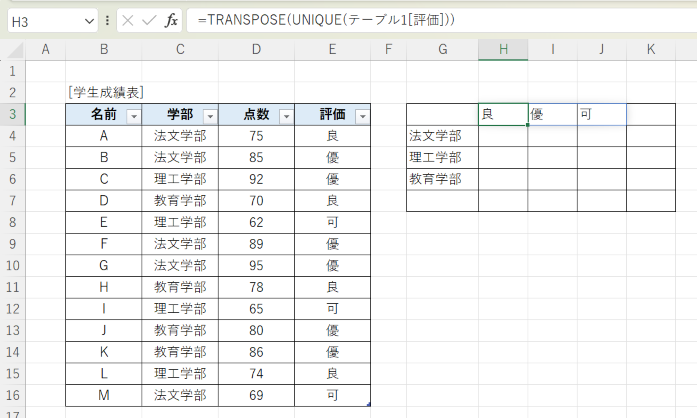 H3 =TRANSPOSE(UNIQUE(テーブル1[評価]))
A B C D E F G H I J K
1
2 [学生成績表]
3 名前 学部 点数 評価 良 優 可
4 A 法文学部 75 良 法文学部
5 B 法文学部 85 優 理工学部
6 C 理工学部 92 優 教育学部
7 D 教育学部 70 良
8 E 理工学部 62 可
9 F 法文学部 89 優
10 G 法文学部 95 優
11 H 教育学部 78 良
12 I 理工学部 65 可
13 J 教育学部 80 優
14 K 教育学部 86 優
15 L 理工学部 74 良
16 M 法文学部 69 可
17